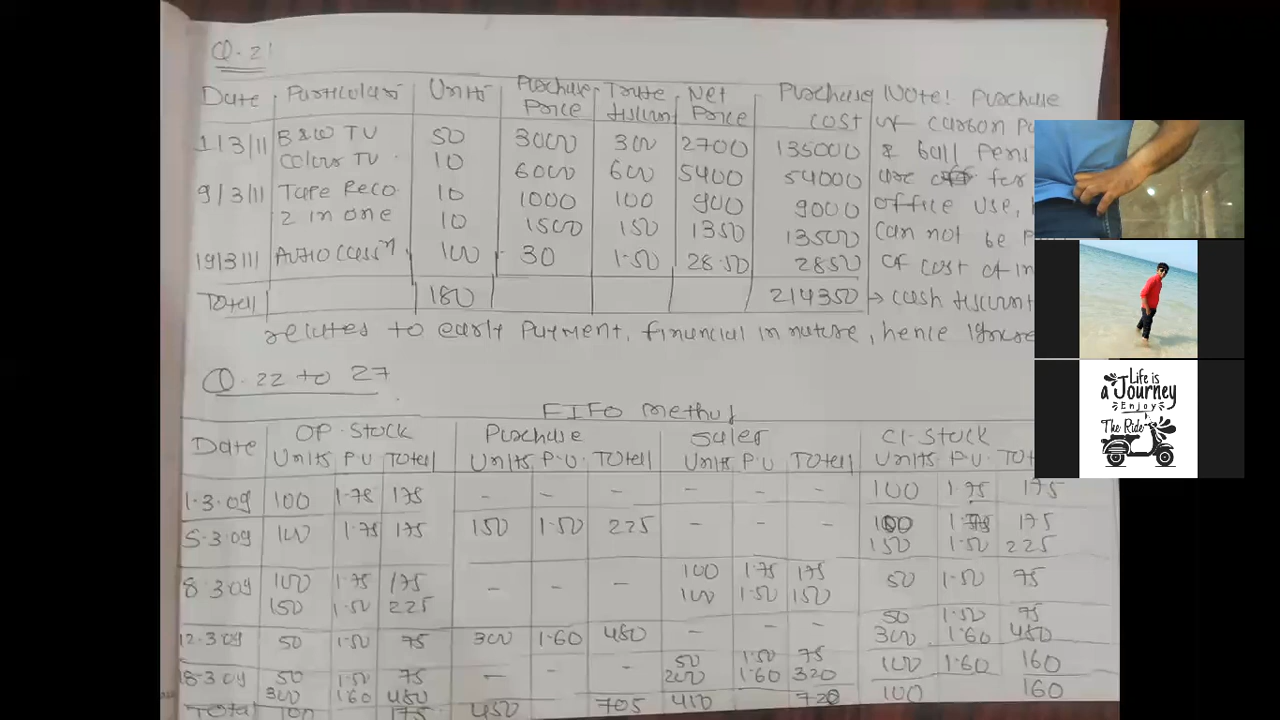 Q.21
Date Particulars Units Purchase Price Trade discount Net Price Purchase cost Note! Purchase
1/3/11 B&W TV 50 3000 300 2700 135000 of carbon
Colour TV 10 6000 600 5400 54000 & ball pens
9/3/11 Tape Reco. 10 1000 100 900 9000 are for office use,
2 in one 10 1500 150 1350 13500 can not be
19/3/11 Audio Cassn 100 30 1.50 28.50 2850 of cost of
Total 180 214350 → cash discount
relates to early payment, financial in nature, hence
Q.22 to 27
FIFO method
Date OP. Stock Purchase Sales Cl. Stock
Units P.U Total Units P.U. Total Units P.U Total Units P.U.
1.3.09 100 1.75 175 - - - - - - 100 1.75 175
5.3.09 100 1.75 175 150 1.50 225 - - - 100 1.75 175
150 1.50 225
8.3.09 100 1.75 175 - - - 100 1.75 175 50 1.50 75
150 1.50 225 100 1.50 150
12.3.09 50 1.50 75 300 1.60 480 - - - 50 1.50 75
300 1.60 480
18.3.09 50 1.50 75 - - - 50 1.50 75 100 1.60 160
300 1.60 480 200 1.60 320
Total 100 175 450 705 720 100 160
Life is
a Journey
Enjoy
The Ride